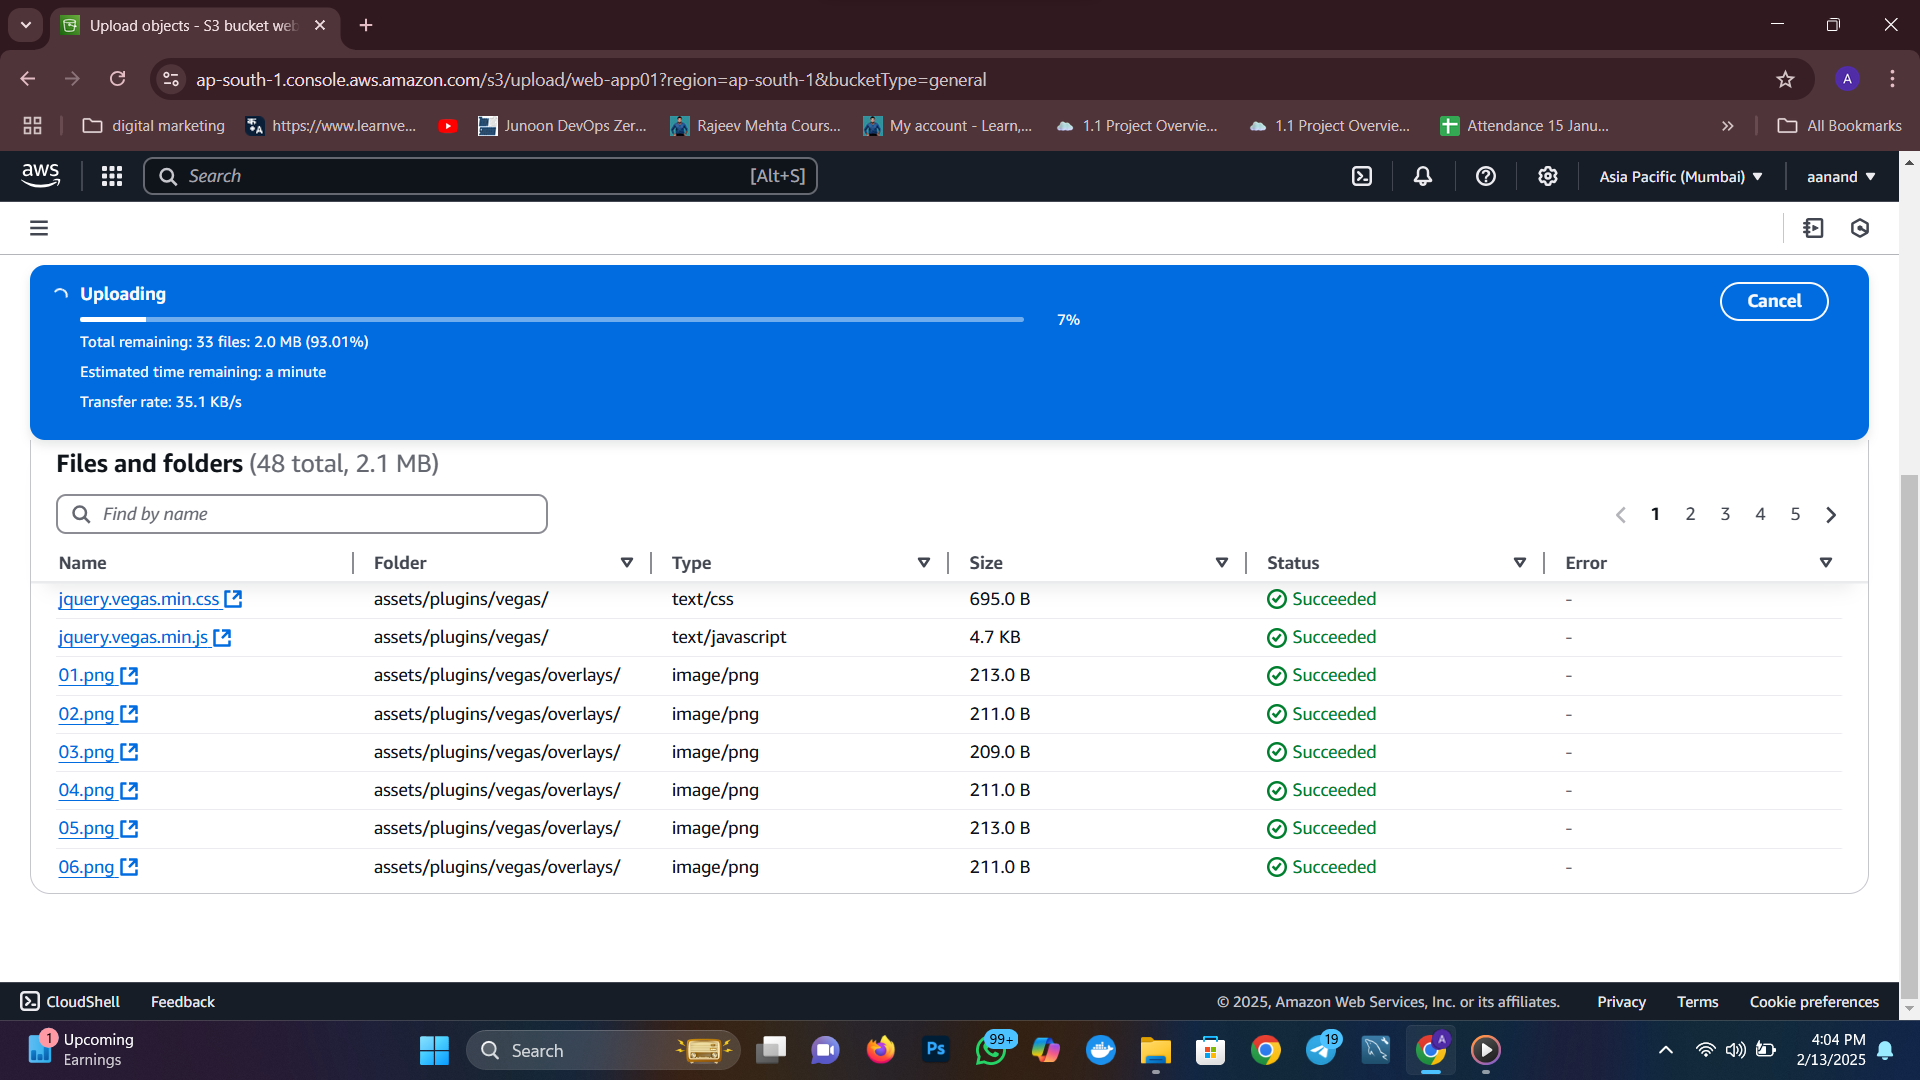 Upload objects - S3 bucket web
ap-south-1.console.aws.amazon.com/s3/upload/web-app01?region=ap-south-1&bucketType=general
A
digital marketing
https://www.learnve...
Junoon DevOps Zer...
Rajeev Mehta Cours...
My account - Learn,...
1.1 Project Overvie...
1.1 Project Overvie...
Attendance 15 Janu...
All Bookmarks
aws
Search
[Alt+S]
Asia Pacific (Mumbai)
aanand
Uploading
Cancel
7%
Total remaining: 33 files: 2.0 MB (93.01%)
Estimated time remaining: a minute
Transfer rate: 35.1 KB/s
Files and folders (48 total, 2.1 MB)
Find by name
1 2 3 4 5
Name Folder Type Size Status Error
jquery.vegas.min.css assets/plugins/vegas/ text/css 695.0 B Succeeded -
jquery.vegas.min.js assets/plugins/vegas/ text/javascript 4.7 KB Succeeded -
01.png assets/plugins/vegas/overlays/ image/png 213.0 B Succeeded -
02.png assets/plugins/vegas/overlays/ image/png 211.0 B Succeeded -
03.png assets/plugins/vegas/overlays/ image/png 209.0 B Succeeded -
04.png assets/plugins/vegas/overlays/ image/png 211.0 B Succeeded -
05.png assets/plugins/vegas/overlays/ image/png 213.0 B Succeeded -
06.png assets/plugins/vegas/overlays/ image/png 211.0 B Succeeded -
CloudShell
Feedback
© 2025, Amazon Web Services, Inc. or its affiliates.
Privacy
Terms
Cookie preferences
1
Upcoming
Earnings
Search
Ps
99+
19
A
4:04 PM
2/13/2025